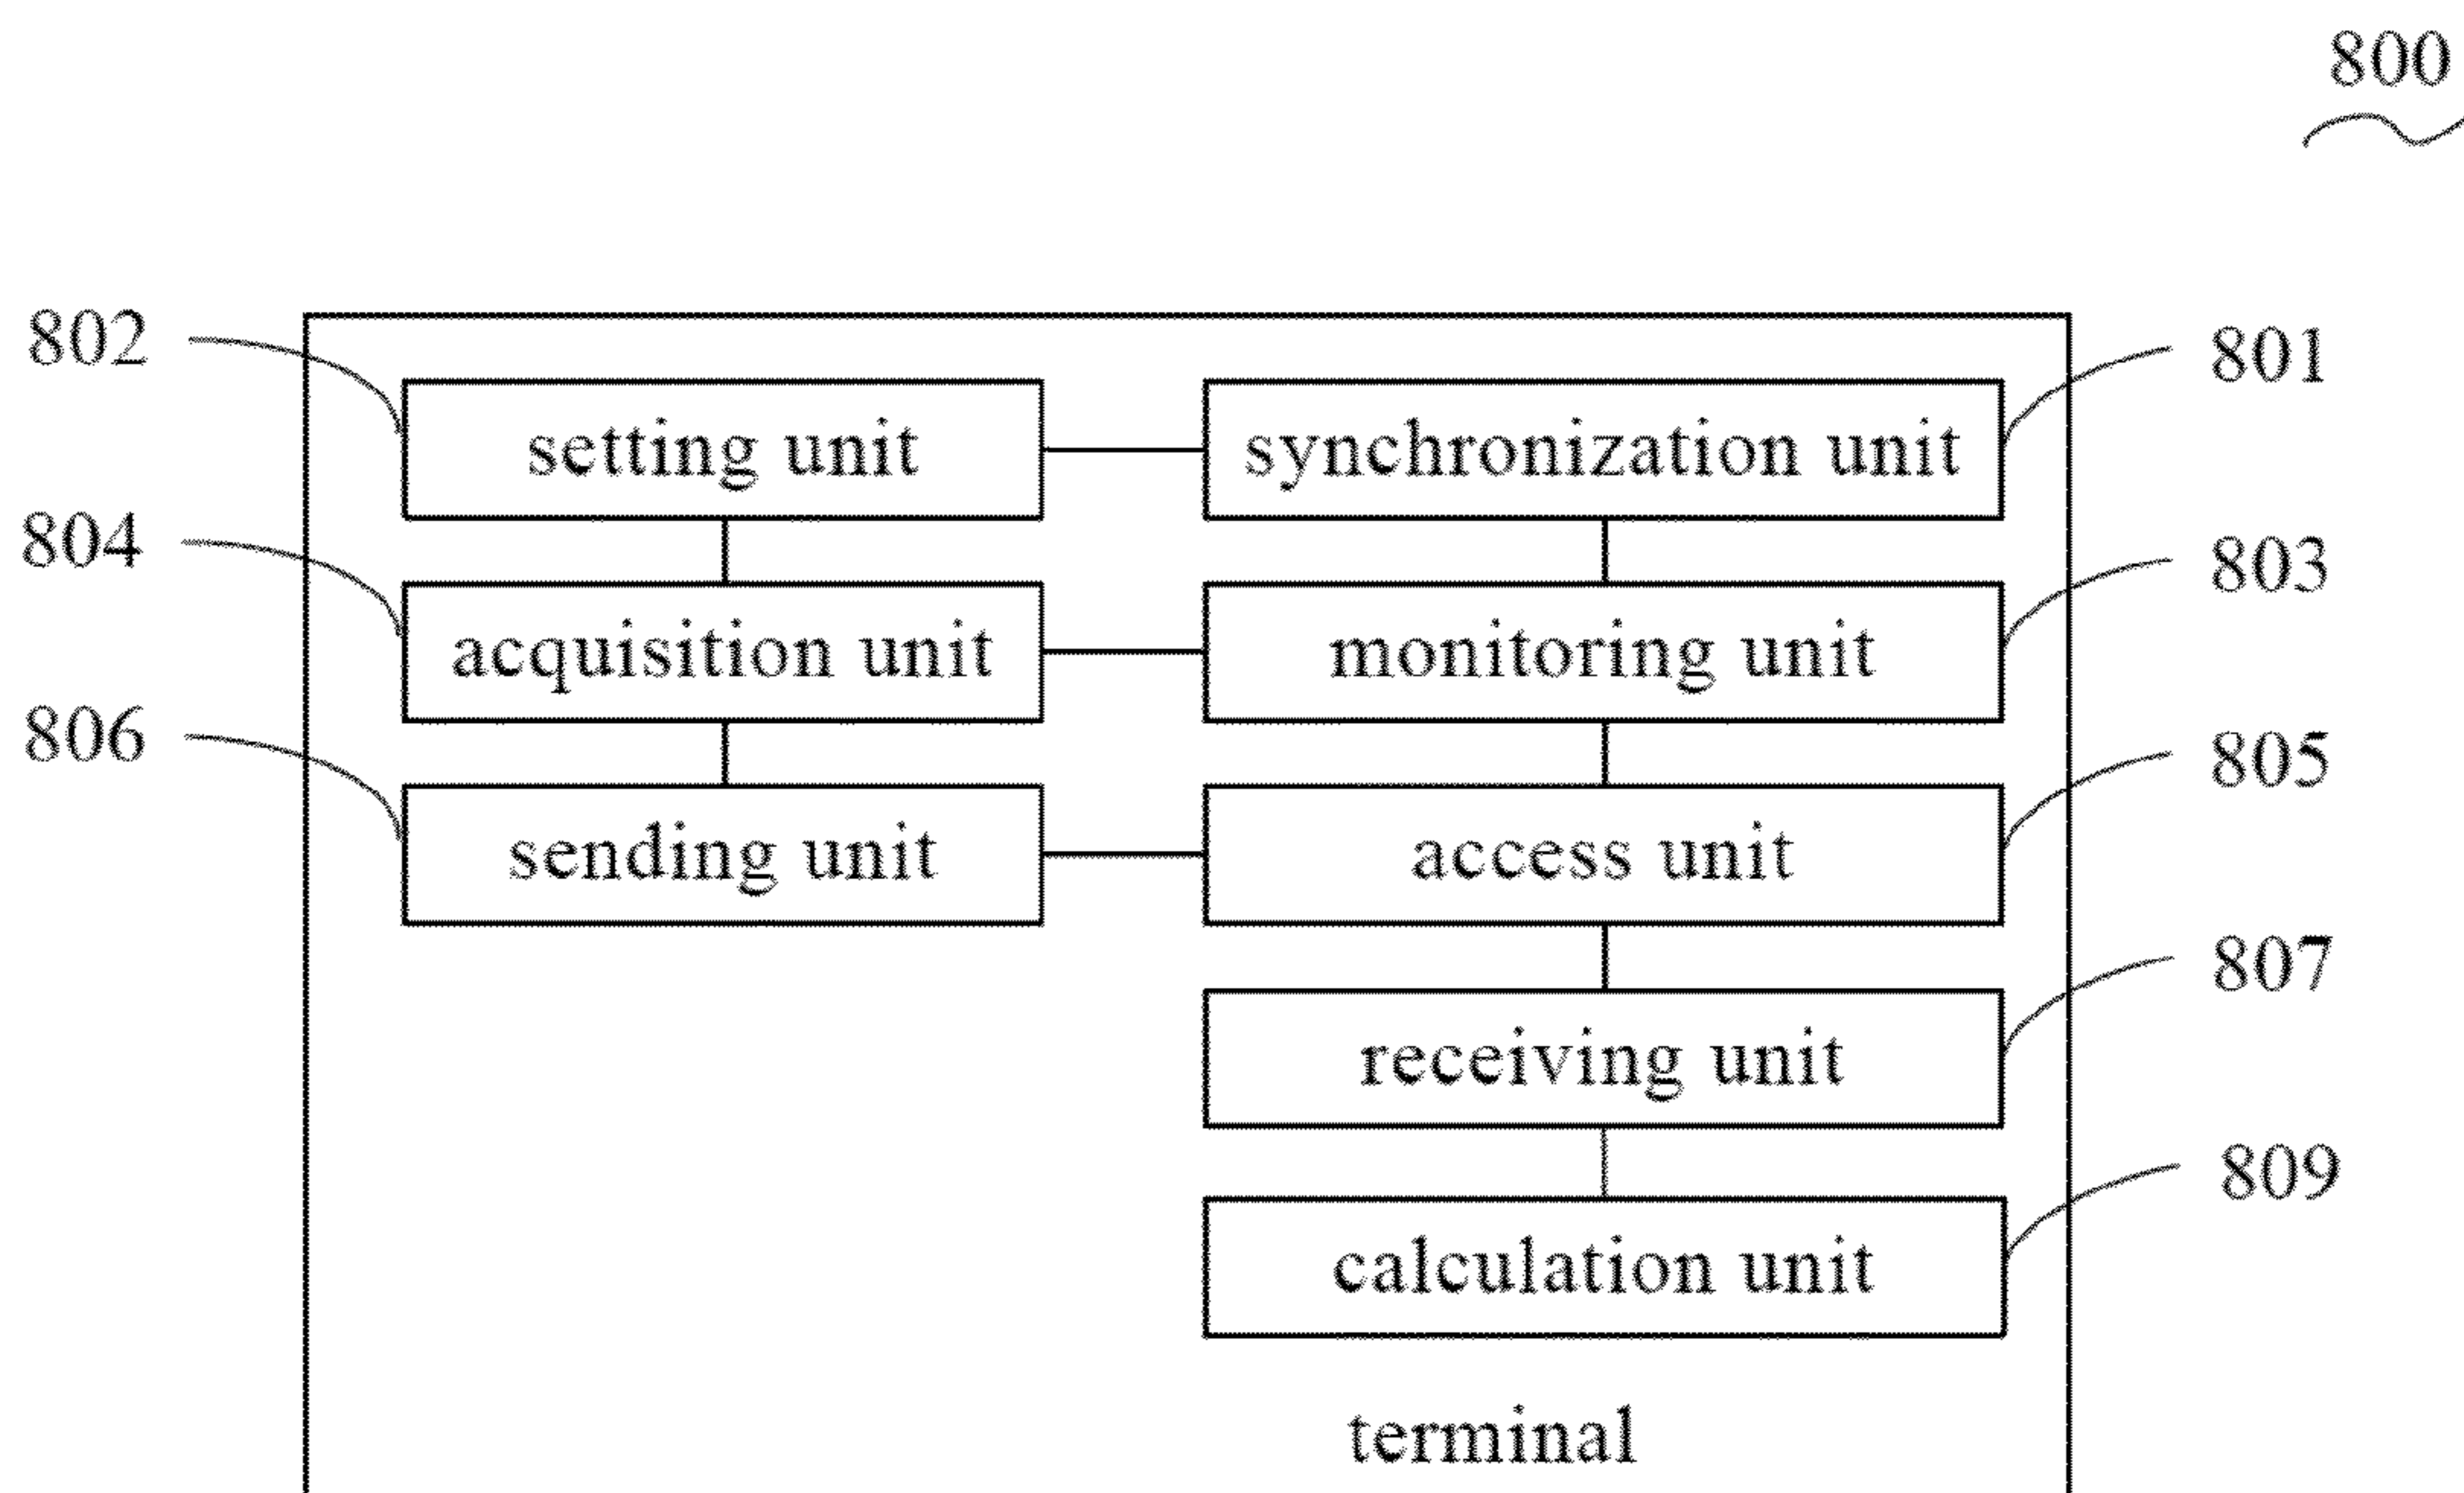 800
802
setting unit
synchronization unit
801
804
acquisition unit
monitoring unit
803
806
sending unit
access unit
805
receiving unit
807
calculation unit
809
terminal